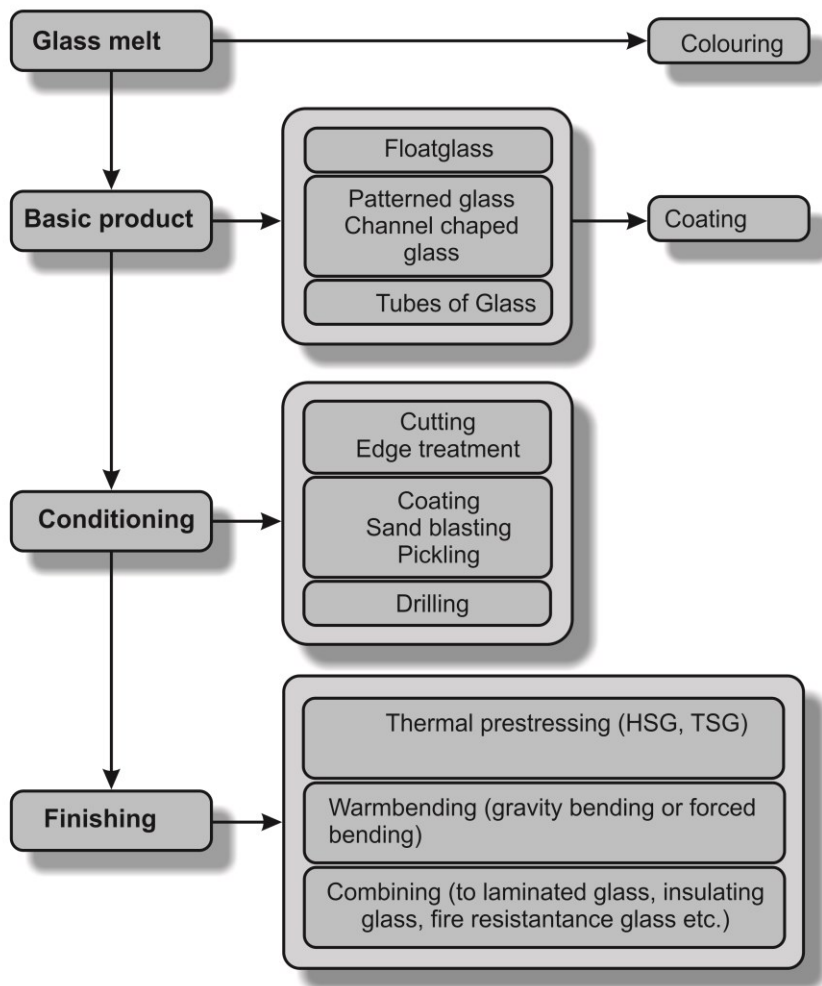 Glass melt
Colouring
Floatglass
Patterned glass
Channel chaped
glass
Tubes of Glass
Basic product
Coating
Cutting
Edge treatment
Coating
Sand blasting
Pickling
Drilling
Conditioning
Thermal prestressing (HSG, TSG)
Warmbending (gravity bending or forced
bending)
Combining (to laminated glass, insulating
glass, fire resistantance glass etc.)
Finishing